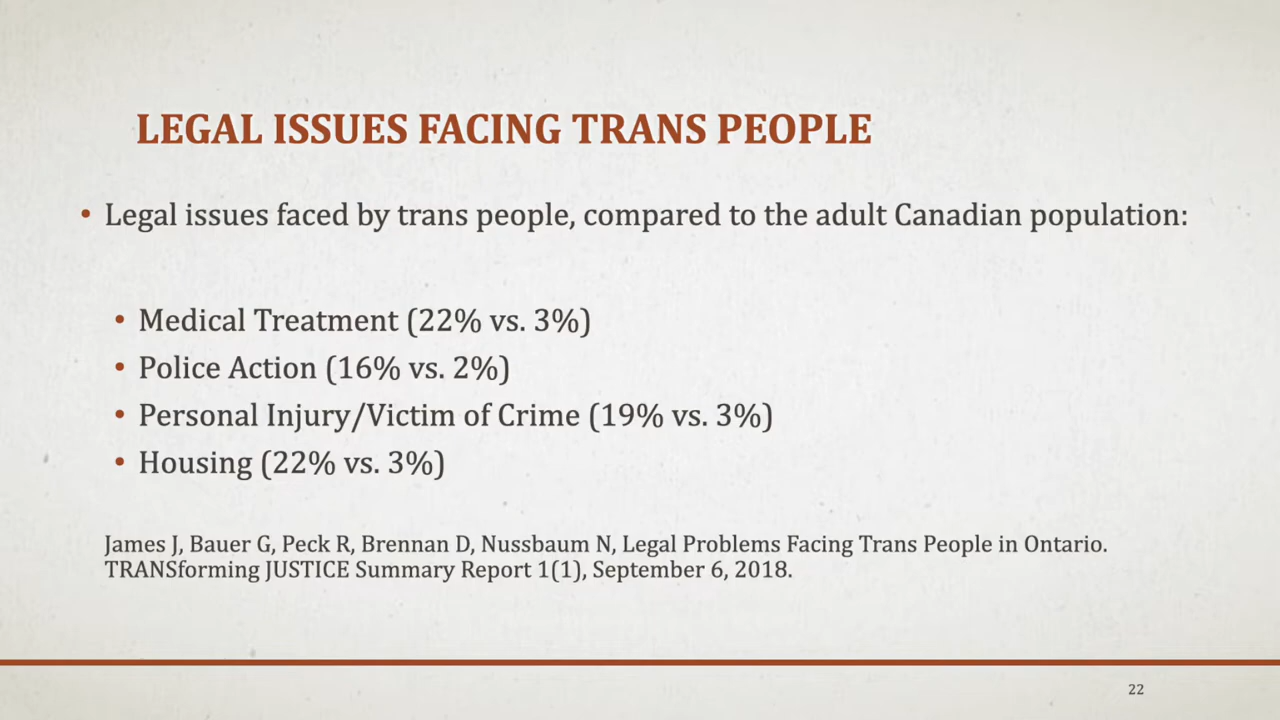 LEGAL ISSUES FACING TRANS PEOPLE
• Legal issues faced by trans people, compared to the adult Canadian population:
• Medical Treatment (22% vs. 3%)
• Police Action (16% vs. 2%)
• Personal Injury/Victim of Crime (19% vs. 3%)
• Housing (22% vs. 3%)
James J, Bauer G, Peck R, Brennan D, Nussbaum N, Legal Problems Facing Trans People in Ontario.
TRANSforming JUSTICE Summary Report 1(1), September 6, 2018.
22